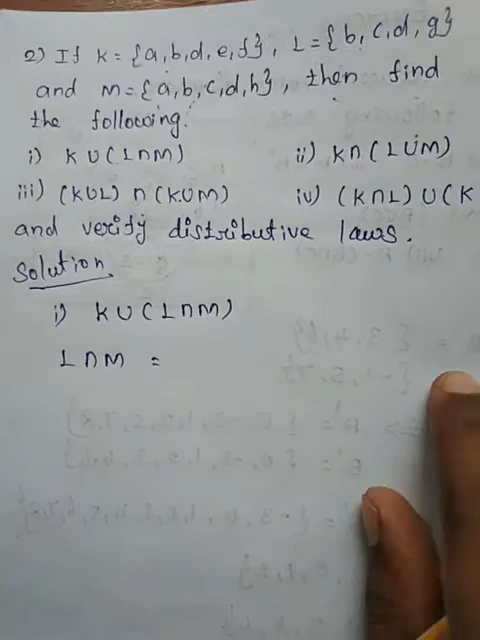 2) If K = {a, b, d, e, f}, L = {b, c, d, g}
and M = {a, b, c, d, h}, then find
the following:
i) K ∪ (L ∩ M) ii) K ∩ (L ∪ M)
iii) (K ∪ L) ∩ (K ∪ M) iv) (K ∩ L) ∪ (K
and verify distributive laws.
Solution.
i) K ∪ (L ∩ M)
L ∩ M =